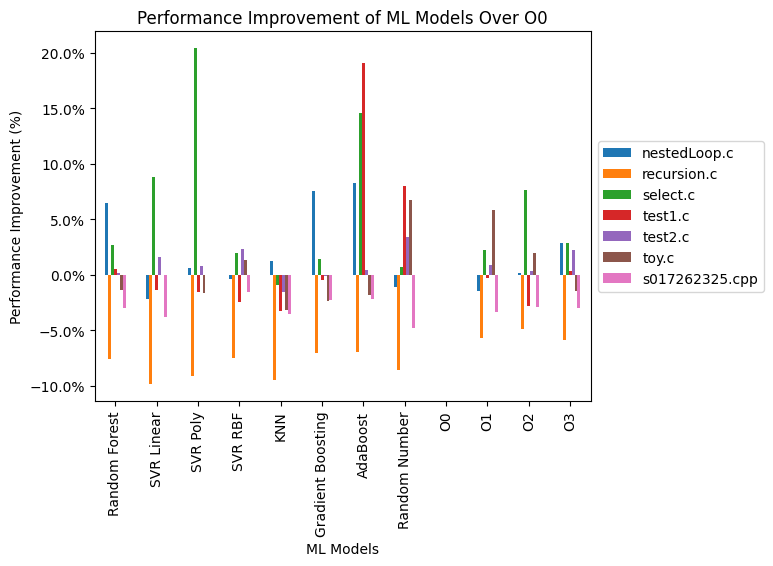 Performance Improvement of ML Models Over O0
Performance Improvement (%)
20.0%
15.0%
10.0%
5.0%
0.0%
−5.0%
−10.0%
Random Forest
SVR Linear
SVR Poly
SVR RBF
KNN
Gradient Boosting
AdaBoost
Random Number
O0
O1
O2
O3
ML Models
nestedLoop.c
recursion.c
select.c
test1.c
test2.c
toy.c
s017262325.cpp